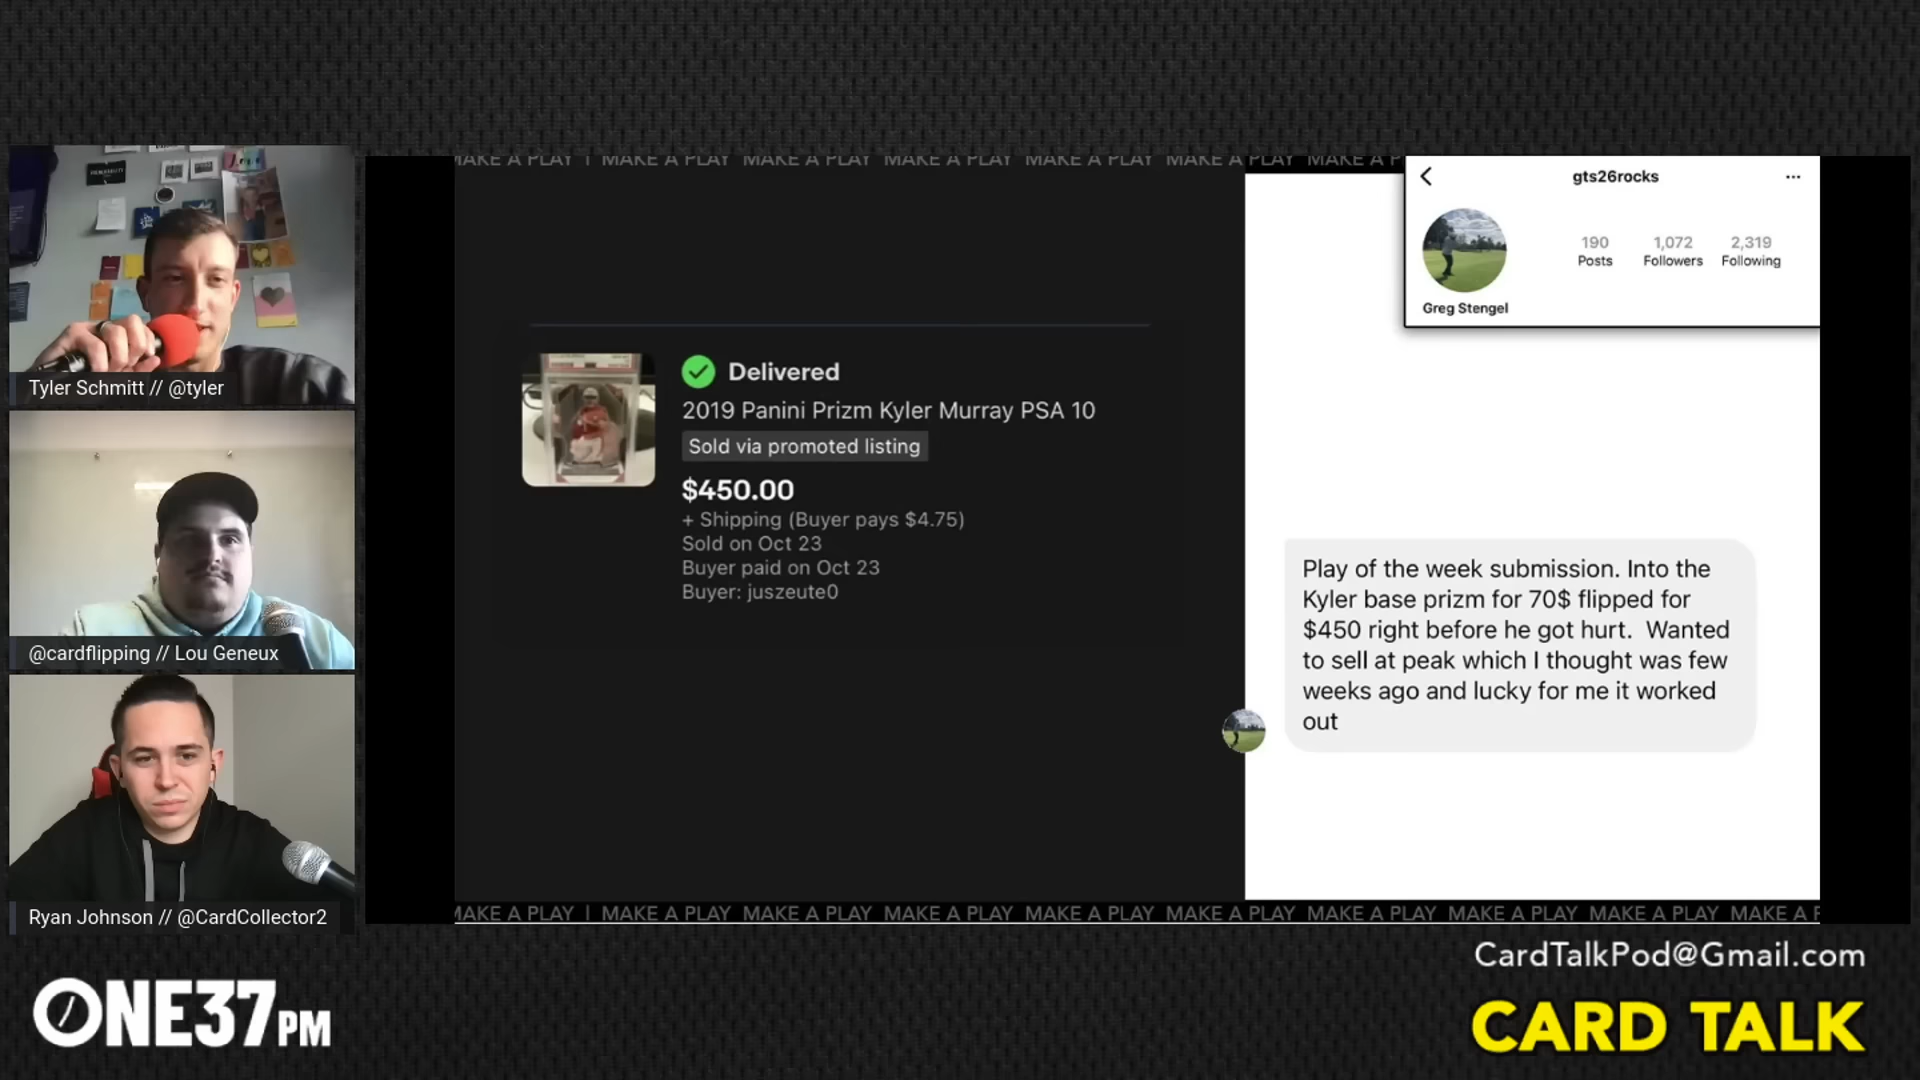 MAKE A PLAY | MAKE A PLAY MAKE A PLAY MAKE A PLAY MAKE A PLAY MAKE A PLAY MAKE A P
gts26rocks
190
1,072
2,319
Posts
Followers
Following
Greg Stengel
Delivered
2019 Panini Prizm Kyler Murray PSA 10
Sold via promoted listing
$450.00
+ Shipping (Buyer pays $4.75)
Sold on Oct 23
Buyer paid on Oct 23
Buyer: juszeute0
Play of the week submission. Into the
Kyler base prizm for 70$ flipped for
$450 right before he got hurt. Wanted
to sell at peak which I thought was few
weeks ago and lucky for me it worked
out
Tyler Schmitt // @tyler
@cardflipping // Lou Geneux
Ryan Johnson // @CardCollector2
MAKE A PLAY | MAKE A PLAY MAKE A PLAY MAKE A PLAY MAKE A PLAY MAKE A PLAY MAKE A PLAY MAKE A PLAY MAKE A PLAY MAKE A P
CardTalkPod@Gmail.com
ONE37PM
CARD TALK